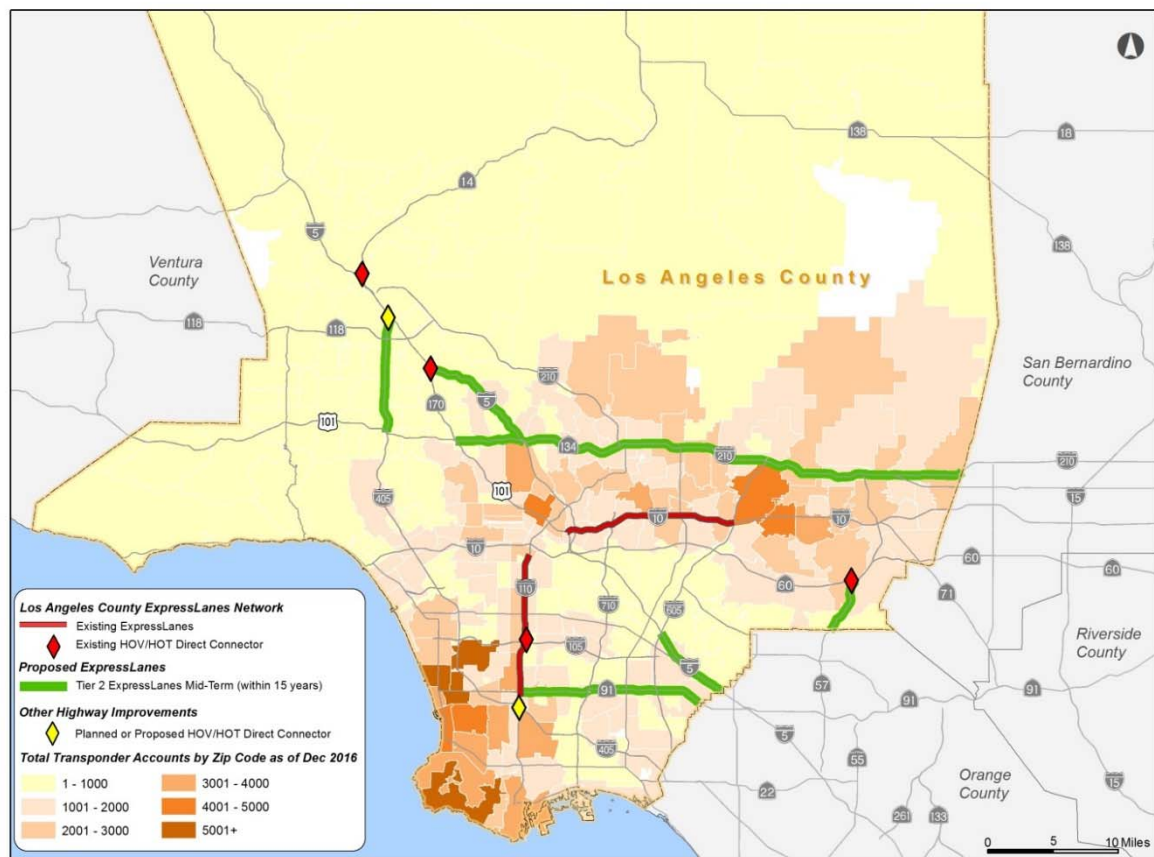 138
18
14
5
Ventura
County
Los Angeles County
138
118
118
San Bernardino
County
210
170
5
101
134
210
210
101
405
15
10
10
10
60
60
60
110
71
710
605
Los Angeles County ExpressLanes Network
Existing ExpressLanes
Existing HOV/HOT Direct Connector
Proposed ExpressLanes
Tier 2 ExpressLanes Mid-Term (within 15 years)
Other Highway Improvements
Planned or Proposed HOV/HOT Direct Connector
Total Transponder Accounts by Zip Code as of Dec 2016
1 - 1000
3001 - 4000
1001 - 2000
4001 - 5000
2001 - 3000
5001+
105
5
Riverside
County
91
57
91
91
405
5
55
Orange
County
15
22
261
133
0 5 10 Miles